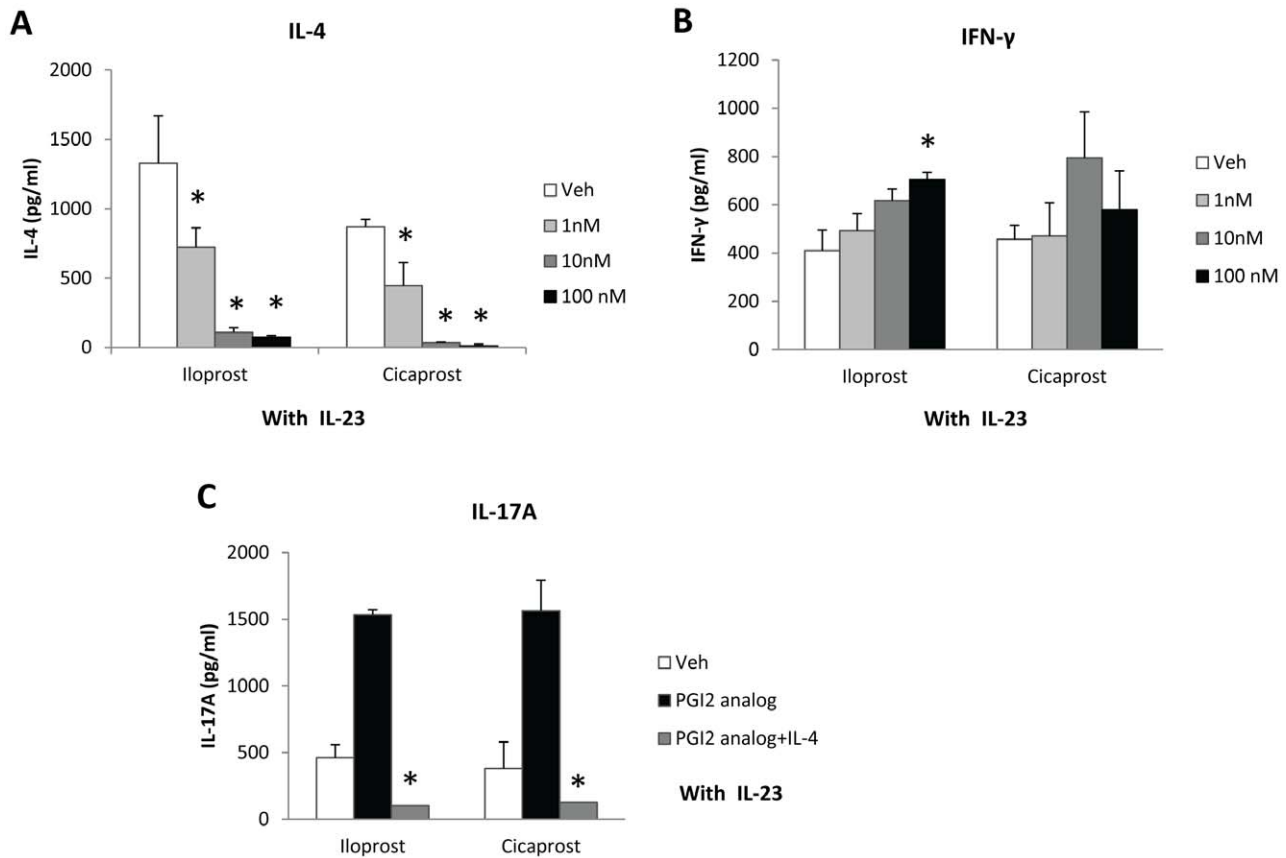 A
IL-4
2000
1500
1000
500
0
IL-4 (pg/ml)
*
*
*
*
*
*
Iloprost
Cicaprost
With IL-23
Veh
1nM
10nM
100 nM
B
IFN-γ
1200
1000
800
600
400
200
0
IFN-γ (pg/ml)
*
Iloprost
Cicaprost
With IL-23
Veh
1nM
10nM
100 nM
C
IL-17A
2000
1500
1000
500
0
IL-17A (pg/ml)
*
*
Iloprost
Cicaprost
Veh
PGI2 analog
PGI2 analog+IL-4
With IL-23